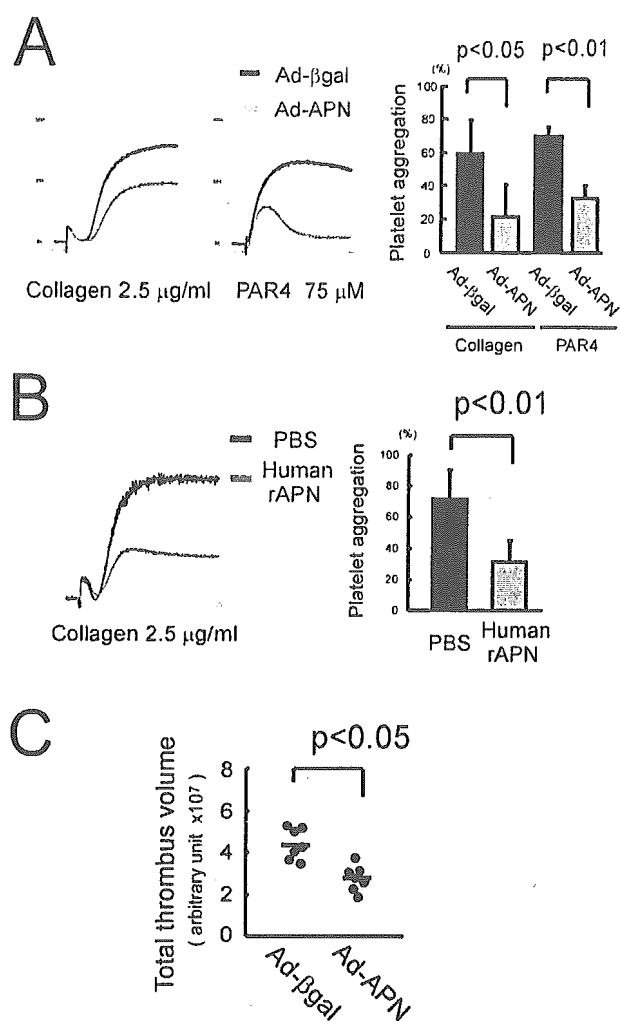 A
Ad-βgal
Ad-APN
Collagen 2.5 μg/ml
PAR4 75 μM
p<0.05 p<0.01
(%)
Platelet aggregation
100
80
60
40
20
0
Ad-βgal
Ad-APN
Ad-βgal
Ad-APN
Collagen
PAR4
B
PBS
Human
rAPN
Collagen 2.5 μg/ml
p<0.01
(%)
Platelet aggregation
100
80
60
40
20
0
PBS
Human
rAPN
C
p<0.05
Total thrombus volume
( arbitrary unit x10⁷ )
8
6
4
2
0
Ad-βgal
Ad-APN